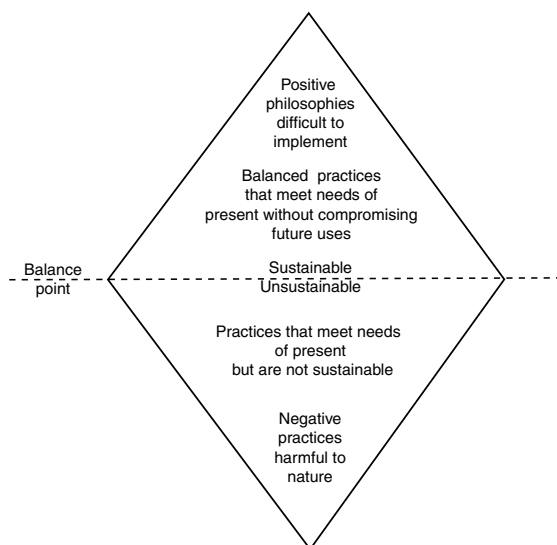 Positive
philosophies
difficult to
implement
Balanced practices
that meet needs of
present without compromising
future uses
Sustainable
Balance
point
Unsustainable
Practices that meet needs
of present
but are not sustainable
Negative
practices
harmful to
nature